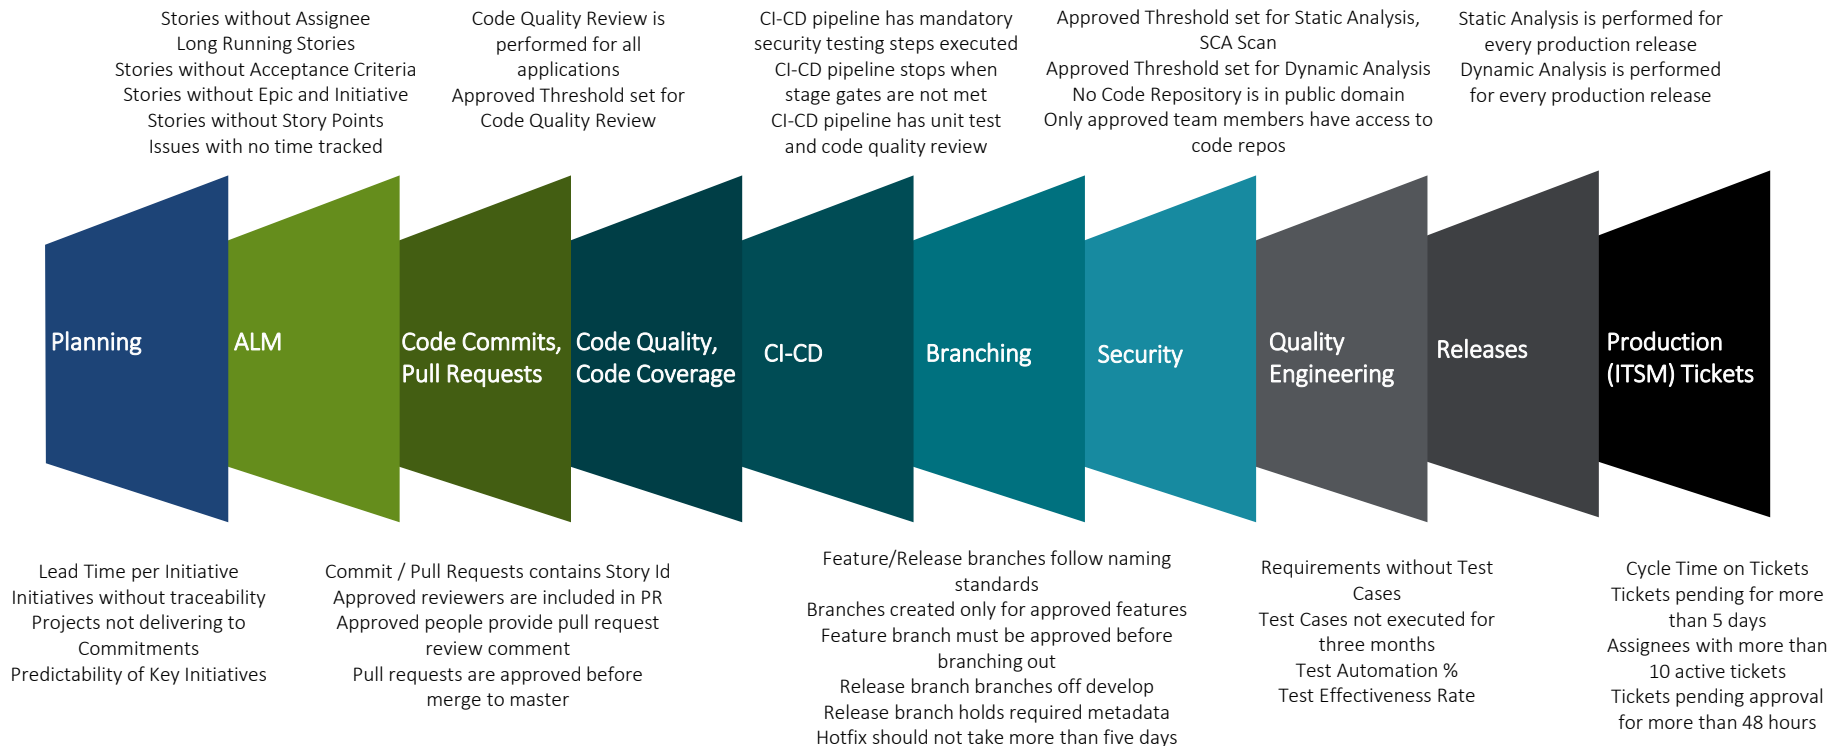 Stories without Assignee
Long Running Stories
Stories without Acceptance Criteria
Stories without Epic and Initiative
Stories without Story Points
Issues with no time tracked
Code Quality Review is
performed for all
applications
Approved Threshold set for
Code Quality Review
CI-CD pipeline has mandatory
security testing steps executed
CI-CD pipeline stops when
stage gates are not met
CI-CD pipeline has unit test
and code quality review
Approved Threshold set for Static Analysis,
SCA Scan
Approved Threshold set for Dynamic Analysis
No Code Repository is in public domain
Only approved team members have access to
code repos
Static Analysis is performed for
every production release
Dynamic Analysis is performed
for every production release
Planning
ALM
Code Commits,
Pull Requests
Code Quality,
Code Coverage
CI-CD
Branching
Security
Quality
Engineering
Releases
Production
(ITSM) Tickets
Lead Time per Initiative
Initiatives without traceability
Projects not delivering to
Commitments
Predictability of Key Initiatives
Commit / Pull Requests contains Story Id
Approved reviewers are included in PR
Approved people provide pull request
review comment
Pull requests are approved before
merge to master
Feature/Release branches follow naming
standards
Branches created only for approved features
Feature branch must be approved before
branching out
Release branch branches off develop
Release branch holds required metadata
Hotfix should not take more than five days
Requirements without Test
Cases
Test Cases not executed for
three months
Test Automation %
Test Effectiveness Rate
Cycle Time on Tickets
Tickets pending for more
than 5 days
Assignees with more than
10 active tickets
Tickets pending approval
for more than 48 hours